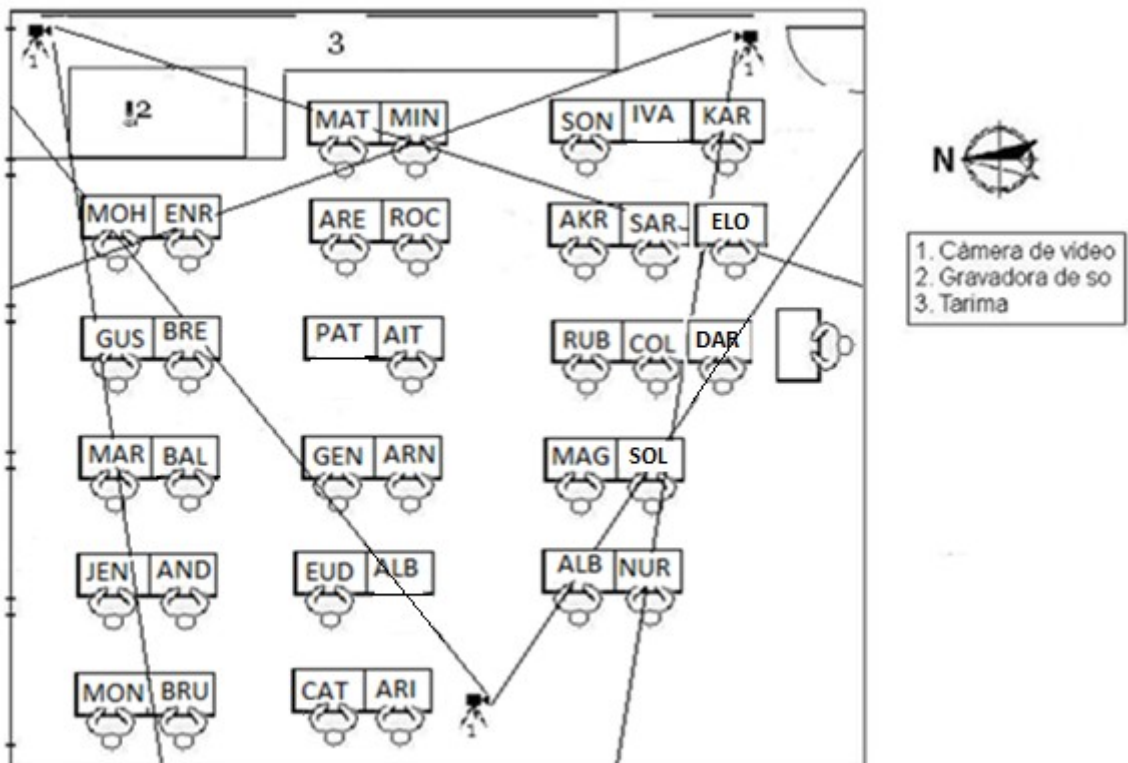 3
1
1
2
MAT MIN
SON IVA KAR
N
MOH ENR
ARE ROC
AKR SAR ELO
1. Càmera de vídeo
2. Gravadora de so
3. Tarima
GUS BRE
PAT AIT
RUB COL DAR
MAR BAL
GEN ARN
MAG SOL
JEN AND
EUD ALB
ALB NUR
MON BRU
CAT ARI
1